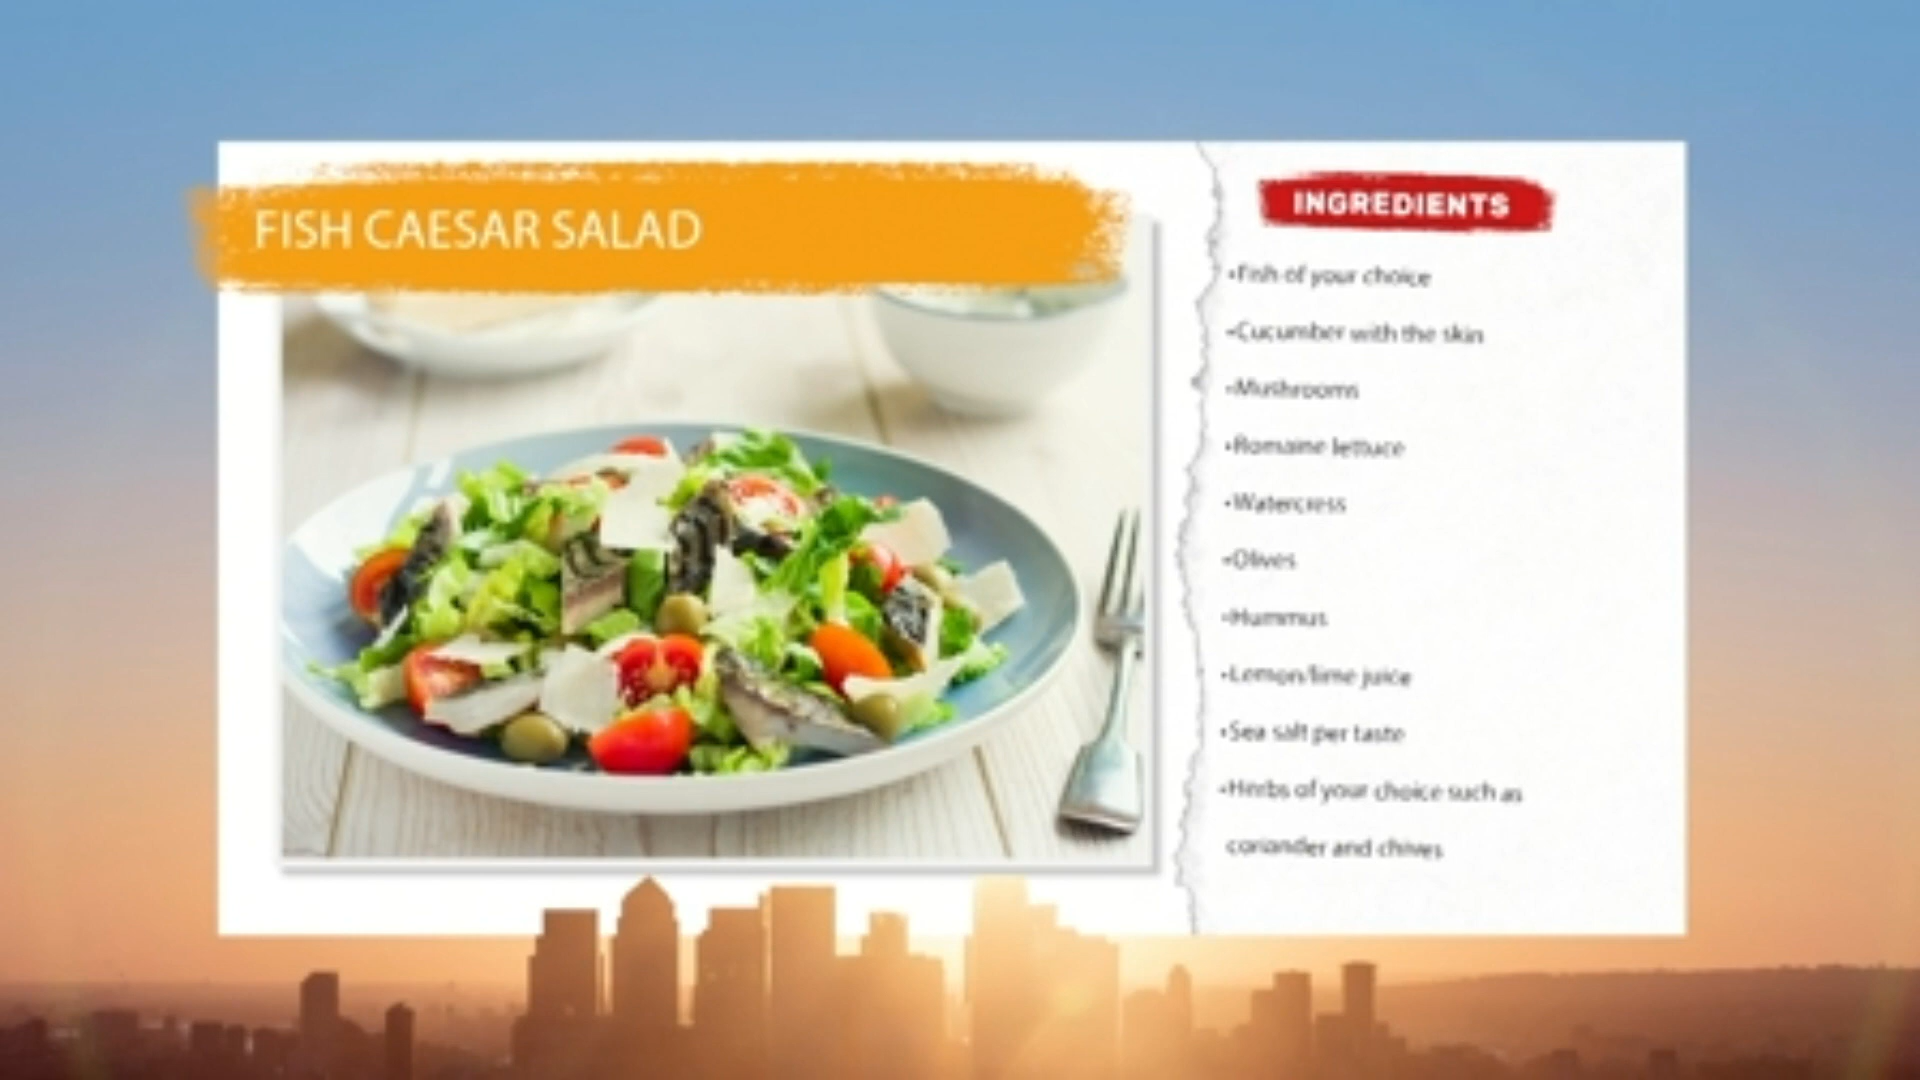 FISH CAESAR SALAD
INGREDIENTS
•Fish of your choice
•Cucumber with the skin
•Mushrooms
•Romaine lettuce
•Watercress
•Olives
•Hummus
•Lemon/lime juice
•Sea salt per taste
•Herbs of your choice such as
coriander and chives